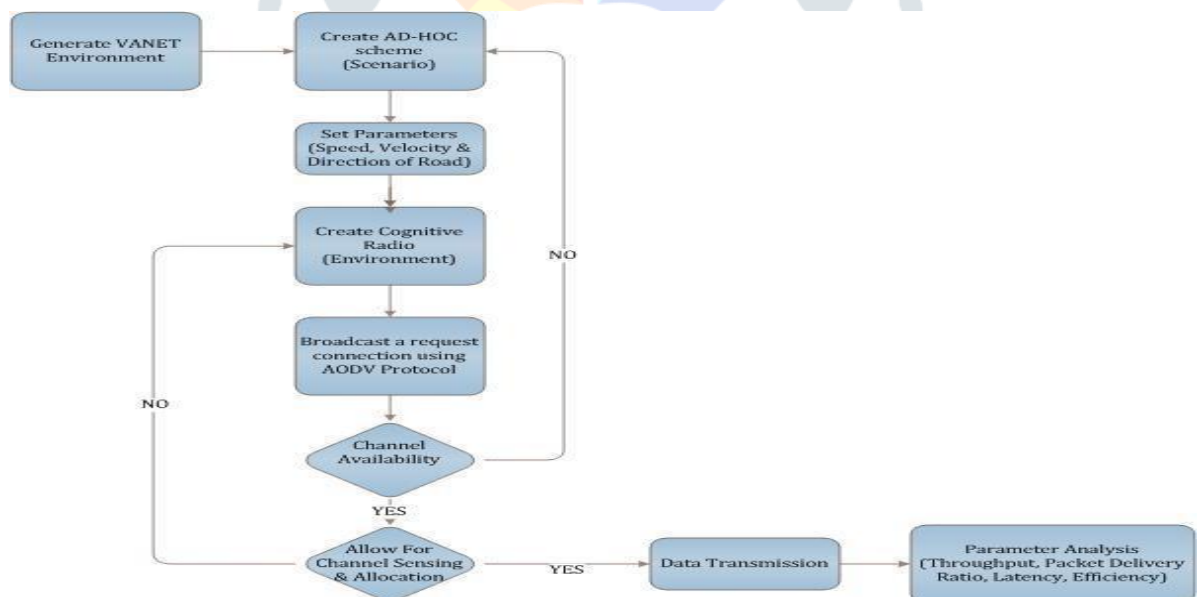 Generate VANET
Environment
Create AD-HOC
scheme
(Scenario)
Set Parameters
(Speed, Velocity &
Direction of Road)
Create Cognitive
Radio
(Environment)
NO
Broadcast a request
connection using
AODV Protocol
NO
Channel
Availability
YES
Allow For
Channel Sensing
& Allocation
YES
Data Transmission
Parameter Analysis
(Throughput, Packet Delivery
Ratio, Latency, Efficiency)